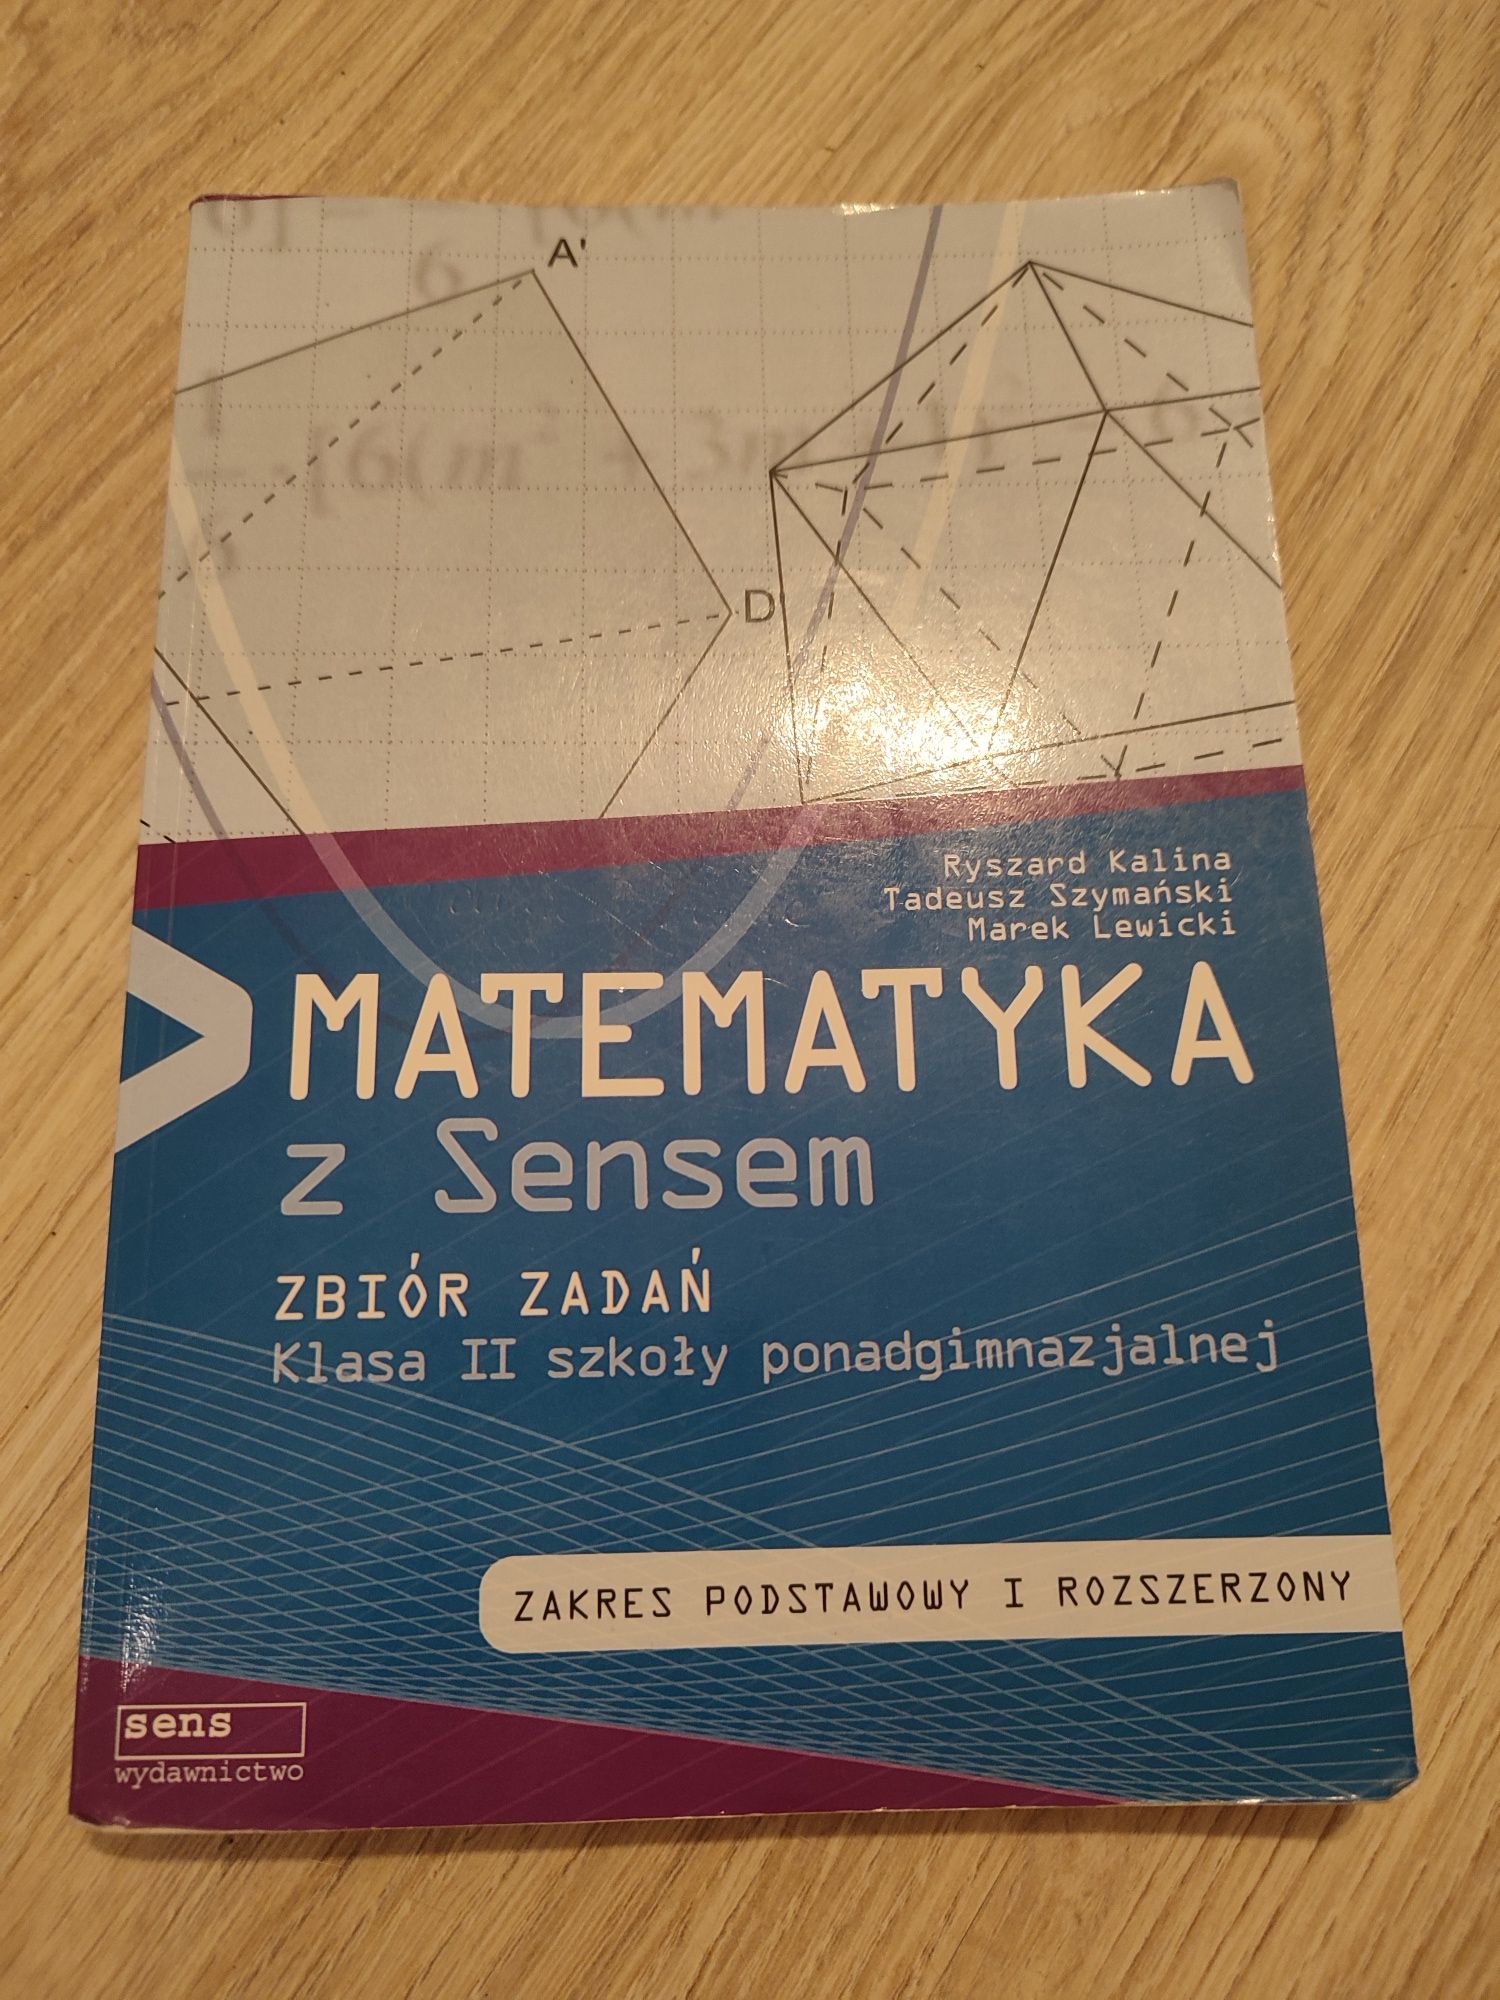 A'
D
Ryszard Kalina
Tadeusz Szymański
Marek Lewicki
MATEMATYKA
z Sensem
ZBIÓR ZADAŃ
Klasa II szkoły ponadgimnazjalnej
ZAKRES PODSTAWOWY I ROZSZERZONY
sens
wydawnictwo